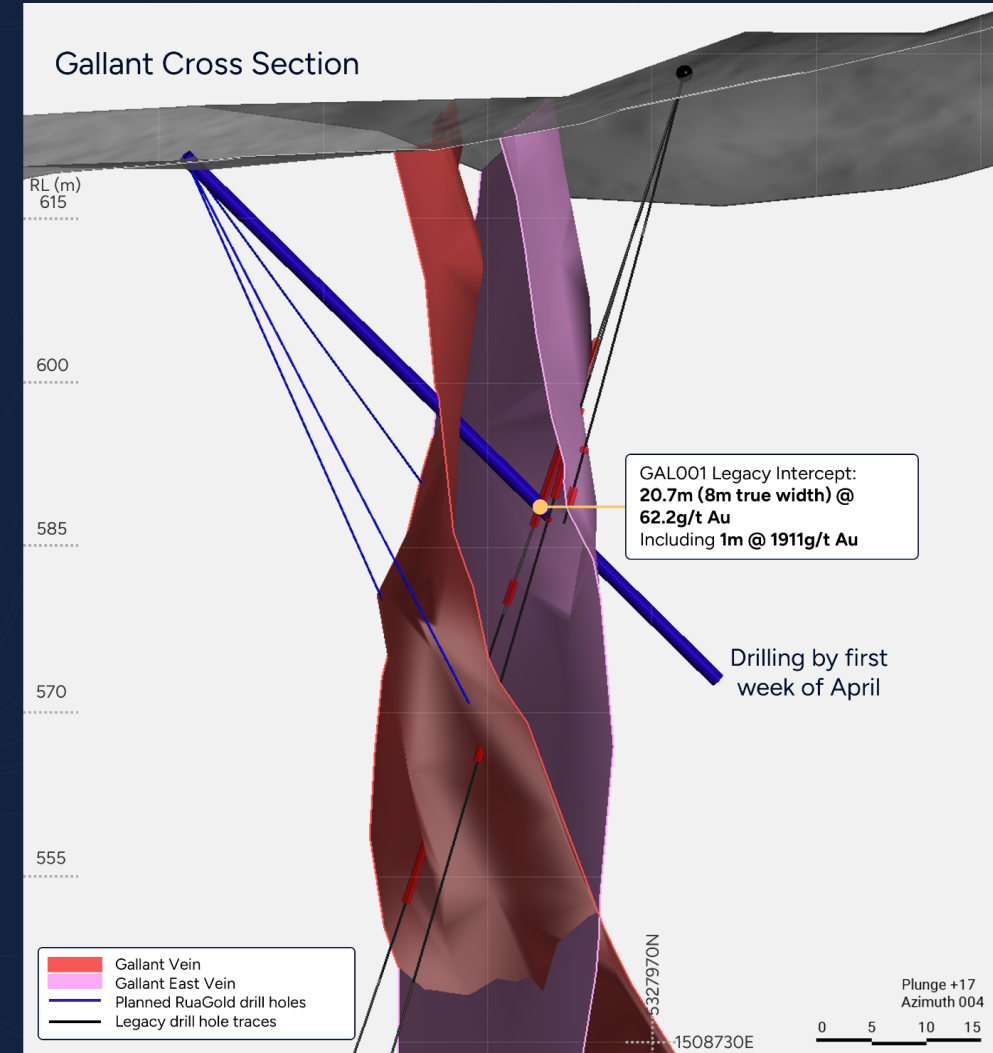 Gallant Cross Section
RL (m)
615
600
585
570
555
GAL001 Legacy Intercept:
20.7m (8m true width) @
62.2g/t Au
Including 1m @ 1911g/t Au
Drilling by first
week of April
Gallant Vein
Gallant East Vein
Planned RuaGold drill holes
Legacy drill hole traces
5327970N
1508730E
Plunge +17
Azimuth 004
0 5 10 15